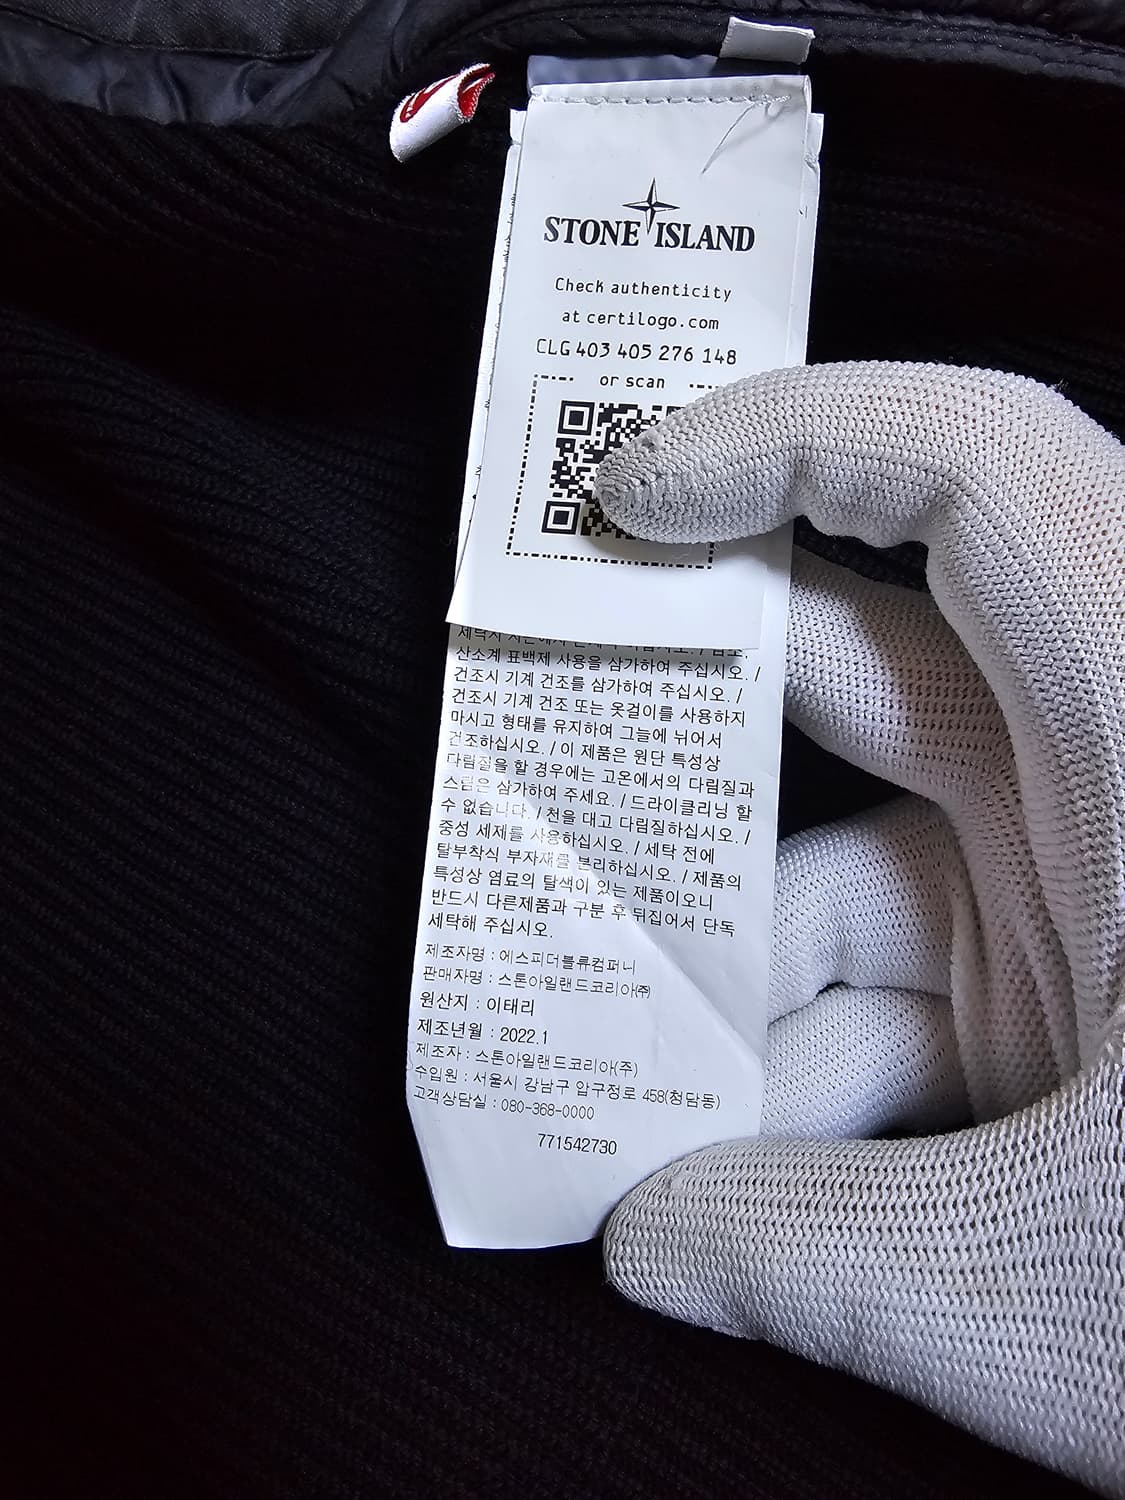 STONE ISLAND
Check authenticity
at certilogo.com
CLG 403 405 276 148
or scan
산소계 표백제 사용을 삼가하여 주십시오. /
건조시 기계 건조를 삼가하여 주십시오. /
건조시 기계 건조 또는 옷걸이를 사용하지
마시고 형태를 유지하여 그늘에 뉘어서
건조하십시오. / 이 제품은 원단 특성상
다림질을 할 경우에는 고온에서의 다림질과
스팀은 삼가하여 주세요. / 드라이클리닝 할
수 없습니다. / 천을 대고 다림질하십시오. /
중성 세제를 사용하십시오. / 세탁 전에
탈부착식 부자재를 분리하십시오. / 제품의
특성상 염료의 탈색이 있는 제품이오니
반드시 다른제품과 구분 후 뒤집어서 단독
세탁해 주십시오.
제조자명 : 에스피더블류컴퍼니
판매자명 : 스톤아일랜드코리아㈜
원산지 : 이태리
제조년월 : 2022.1
제조자 : 스톤아일랜드코리아(주)
수입원 : 서울시 강남구 압구정로 458(청담동)
고객상담실 : 080-368-0000
771542730